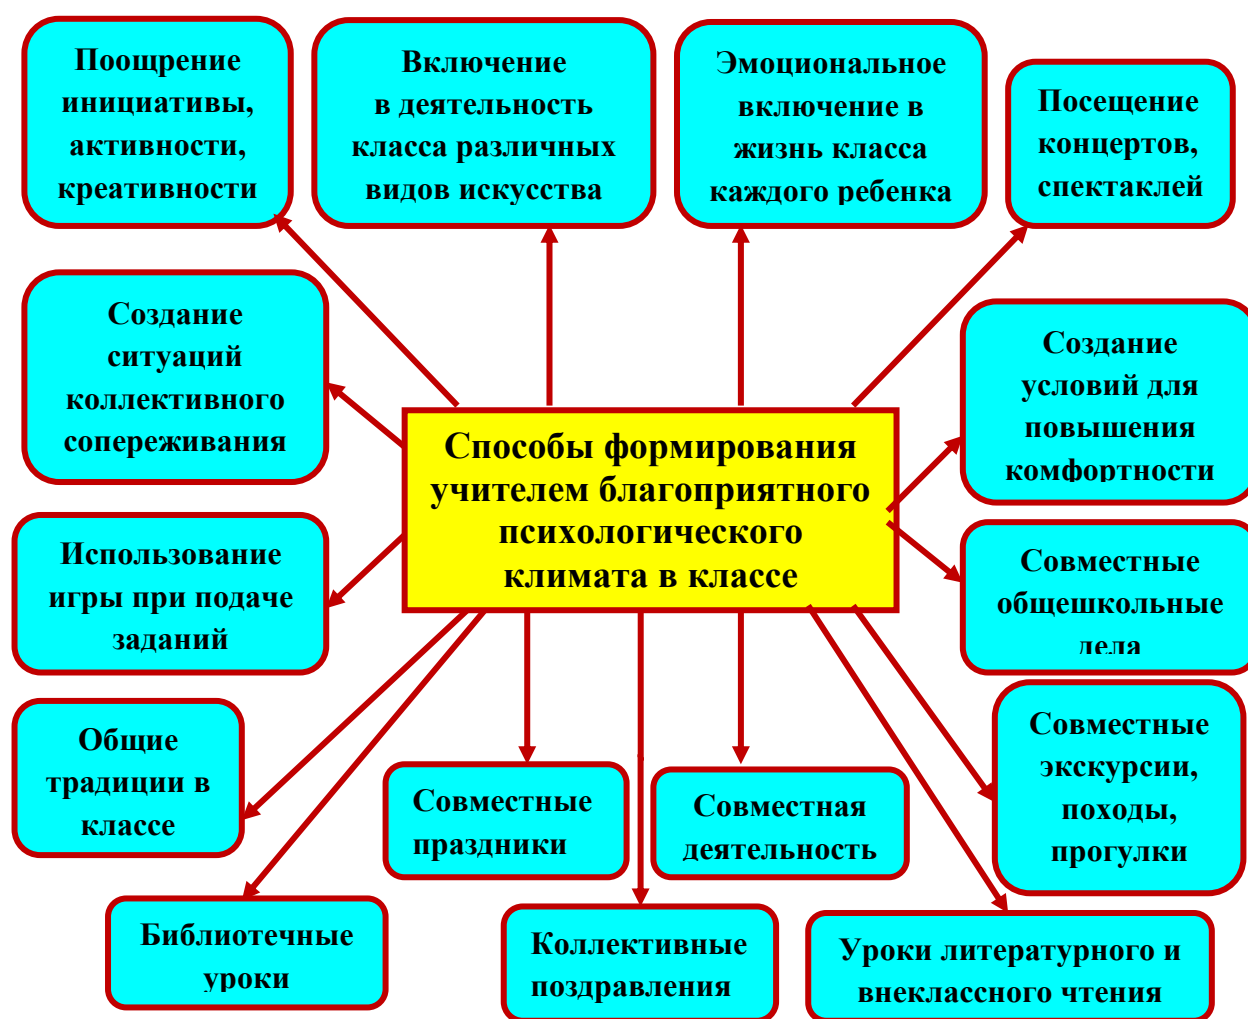 Поощрение
инициативы,
активности,
креативности
Включение
в деятельность
класса различных
видов искусства
Эмоциональное
включение в
жизнь класса
каждого ребенка
Посещение
концертов,
спектаклей
Создание
ситуаций
коллективного
сопереживания
Способы формирования
учителем благоприятного
психологического
климата в классе
Создание
условий для
повышения
комфортности
Использование
игры при подаче
заданий
Совместные
общешкольные
дела
Общие
традиции в
классе
Совместные
праздники
Совместная
деятельность
Совместные
экскурсии,
походы,
прогулки
Библиотечные
уроки
Коллективные
поздравления
Уроки литературного и
внеклассного чтения